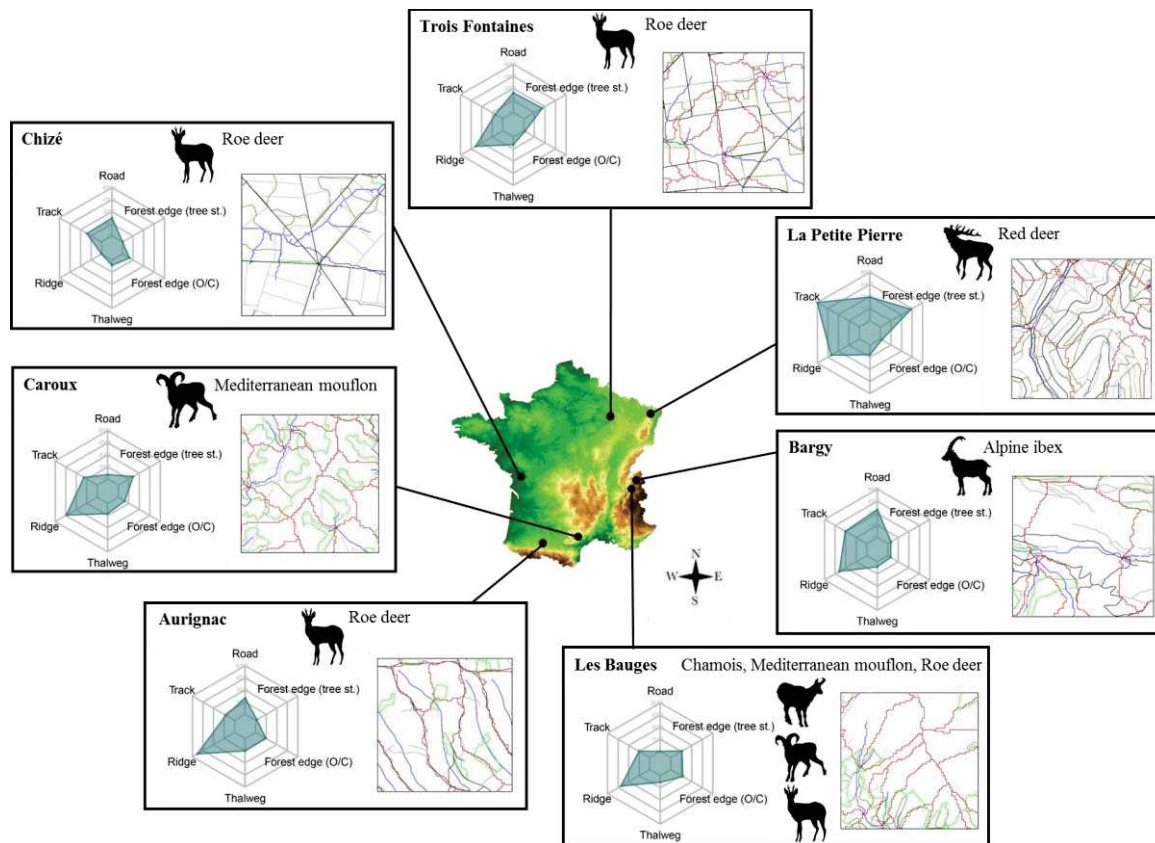 Trois Fontaines
Roe deer
Road
Track
Forest edge (tree st.)
Ridge
Forest edge (O/C)
Thalweg
Chizé
Roe deer
Road
Track
Forest edge (tree st.)
Ridge
Forest edge (O/C)
Thalweg
La Petite Pierre
Red deer
Road
Track
Forest edge (tree st.)
Ridge
Forest edge (O/C)
Thalweg
Caroux
Mediterranean mouflon
Road
Track
Forest edge (tree st.)
Ridge
Forest edge (O/C)
Thalweg
Bargy
Alpine ibex
Road
Track
Forest edge (tree st.)
Ridge
Forest edge (O/C)
Thalweg
N
W E
S
Aurignac
Roe deer
Road
Track
Forest edge (tree st.)
Ridge
Forest edge (O/C)
Thalweg
Les Bauges
Chamois, Mediterranean mouflon, Roe deer
Road
Track
Forest edge (tree st.)
Ridge
Forest edge (O/C)
Thalweg